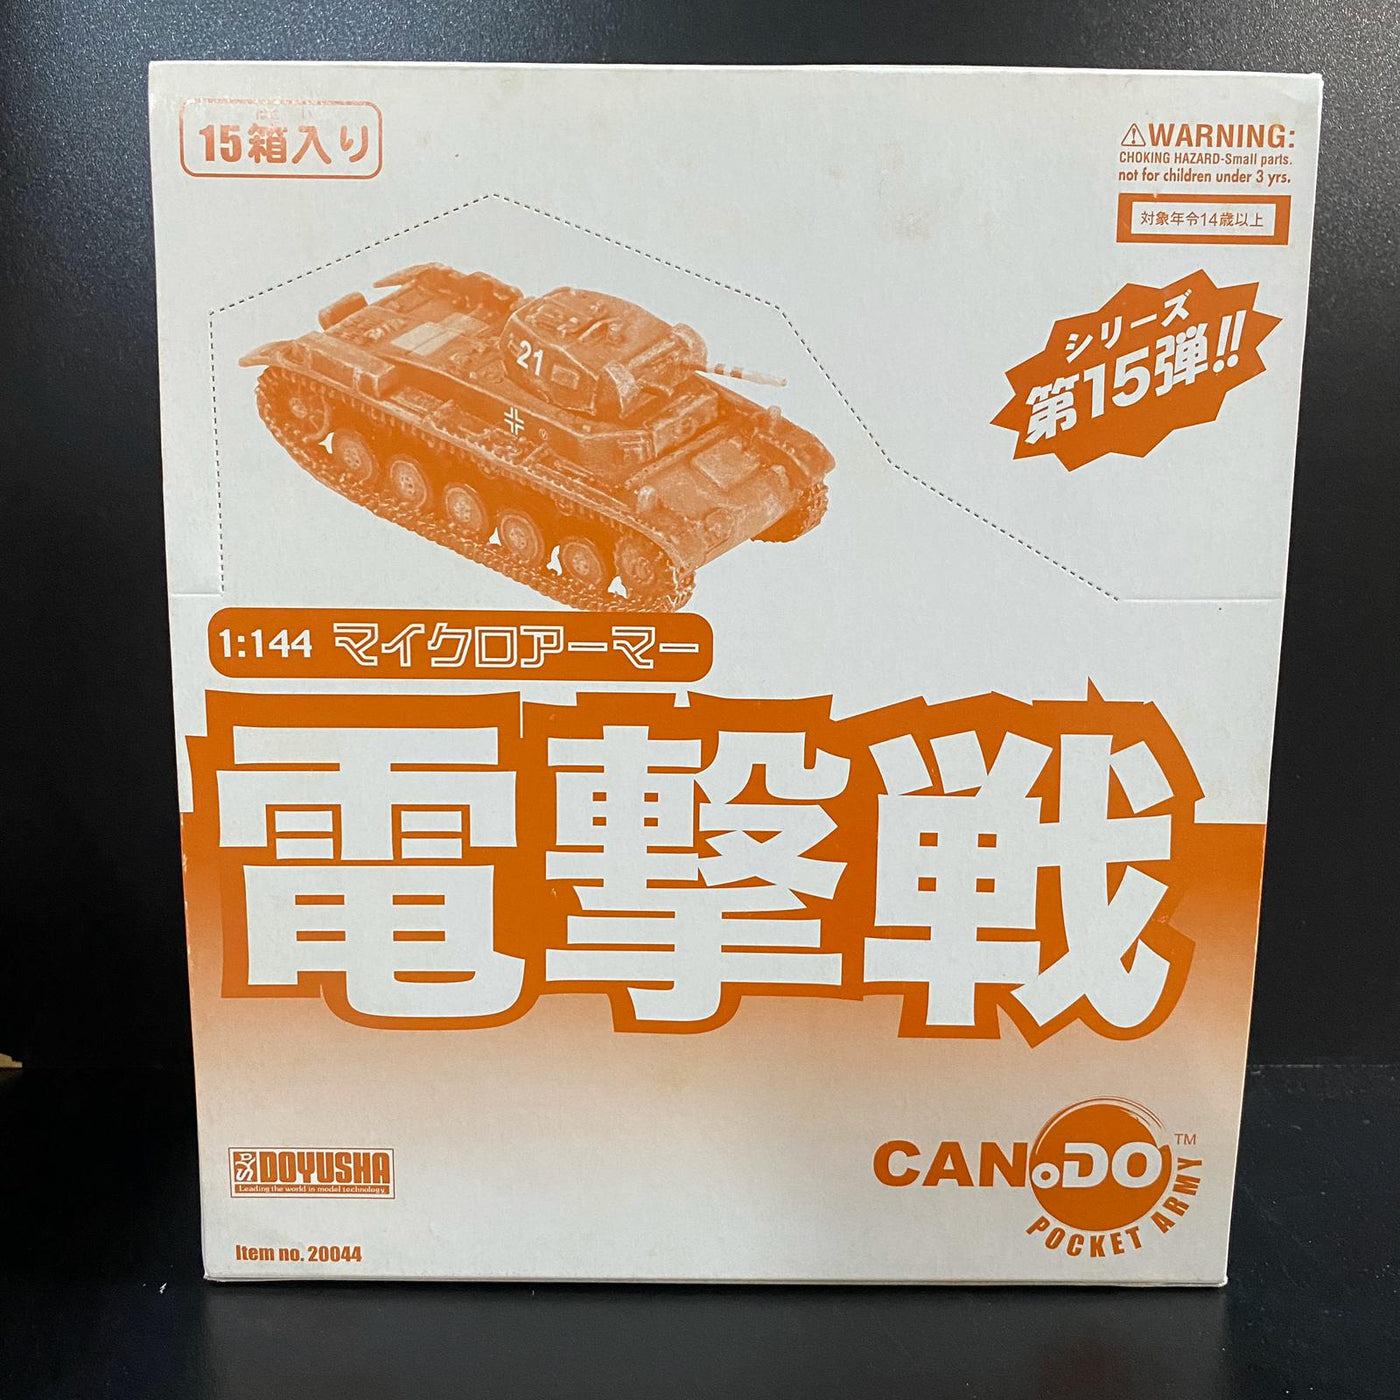 15箱入り
⚠WARNING:
CHOKING HAZARD-Small parts.
not for children under 3 yrs.
対象年令14歳以上
シリーズ
第15弾!!
21
1:144 マイクロアーマー
電撃戦
DOYUSHA
Leading the world in model technology
Item no. 20044
CAN.DO™
POCKET ARMY